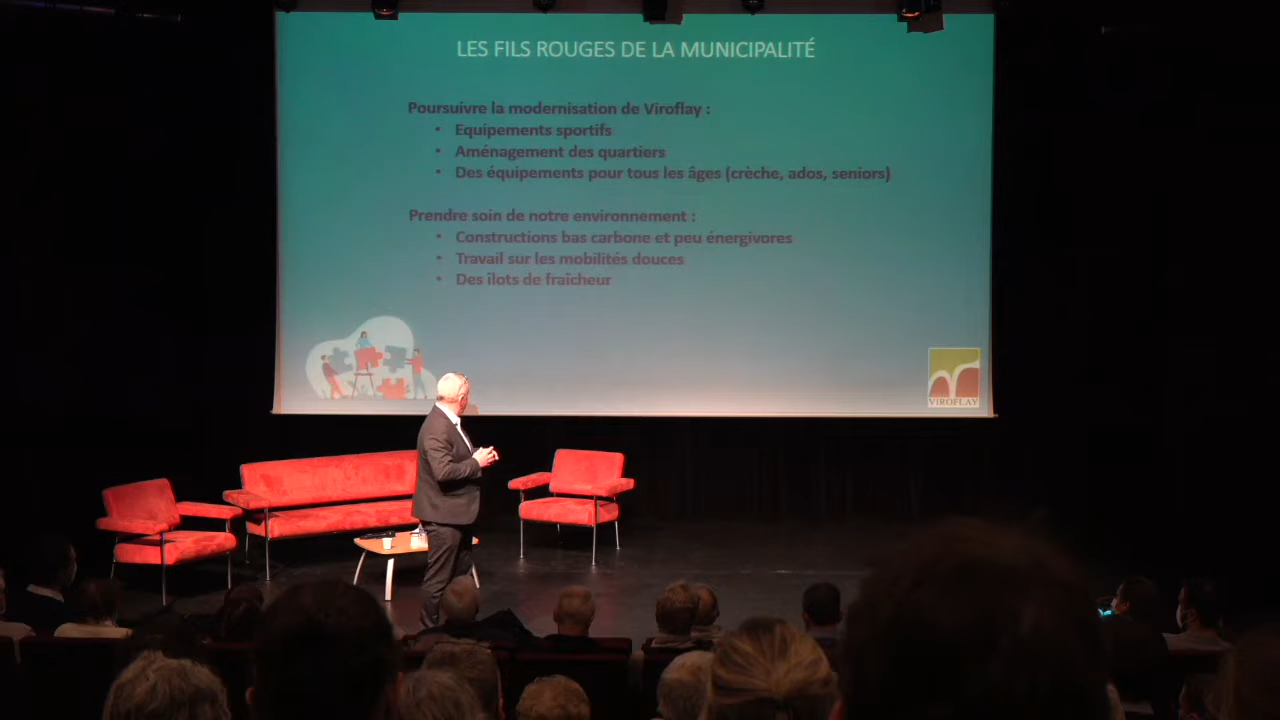 LES FILS ROUGES DE LA MUNICIPALITÉ
Poursuivre la modernisation de Viroflay :
• Equipements sportifs
• Aménagement des quartiers
• Des équipements pour tous les âges (crèche, ados, seniors)
Prendre soin de notre environnement :
• Constructions bas carbone et peu énergivores
• Travail sur les mobilités douces
• Des îlots de fraîcheur
VIROFLAY